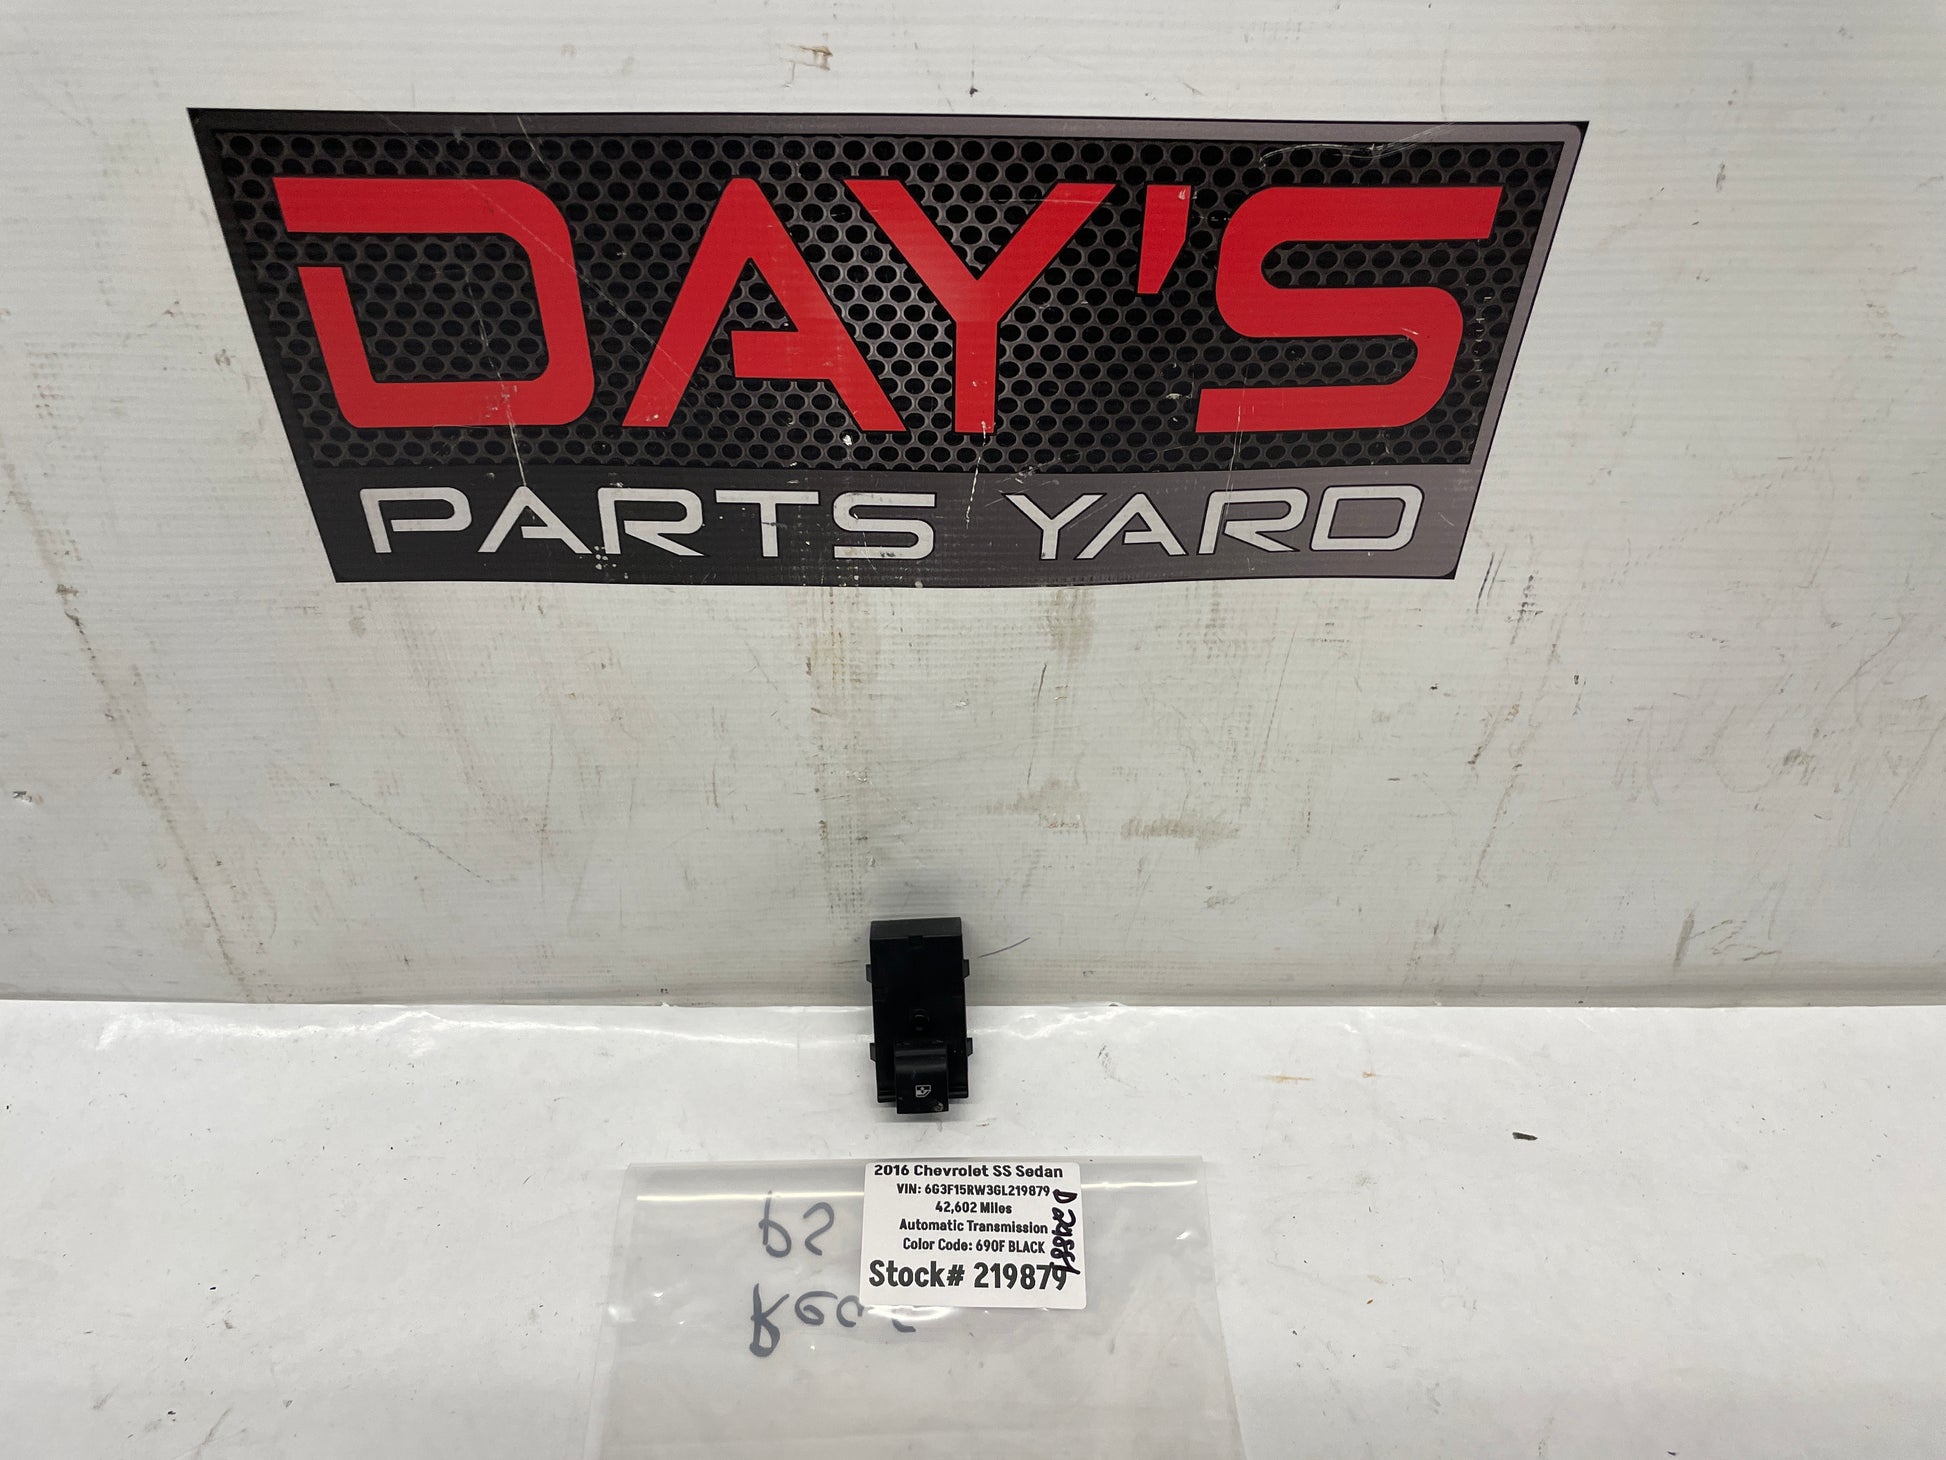 DAY'S
PARTS YARD
2016 Chevrolet SS Sedan
VIN: 6G3F15RW3GL219879
42,602 Miles
Automatic Transmission
Color Code: 690F BLACK
Stock# 219879
PS